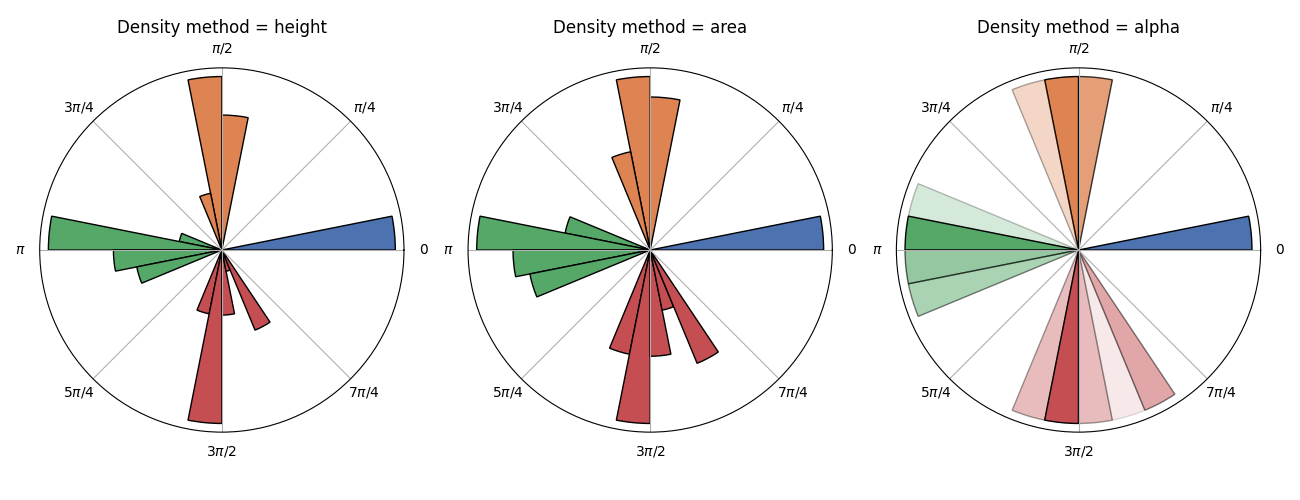 Density method = height
π/2
3π/4
π/4
π
0
5π/4
7π/4
3π/2
Density method = area
π/2
3π/4
π/4
π
0
5π/4
7π/4
3π/2
Density method = alpha
π/2
3π/4
π/4
π
0
5π/4
7π/4
3π/2